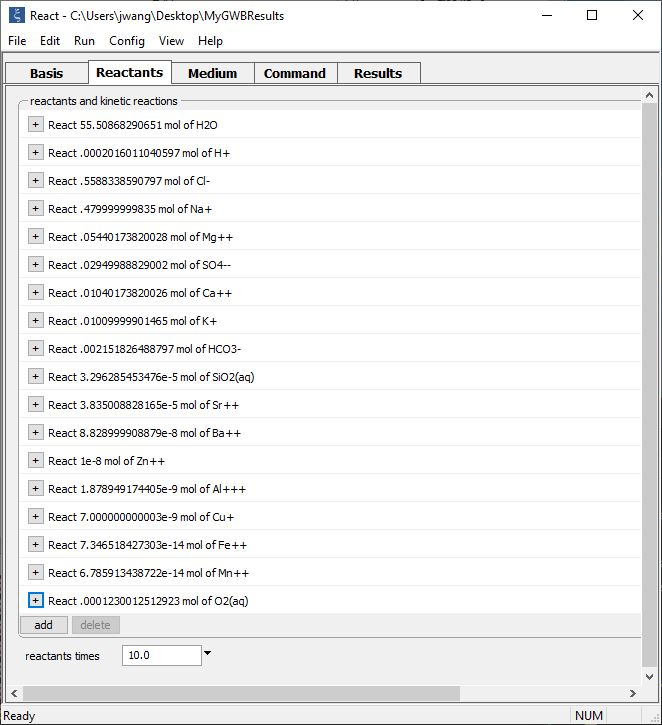 React - C:\Users\jwang\Desktop\MyGWBResults
File Edit Run Config View Help
Basis Reactants Medium Command Results
reactants and kinetic reactions
+ React 55.50868290651 mol of H2O
+ React .0002016011040597 mol of H+
+ React .5588338590797 mol of Cl-
+ React .479999999835 mol of Na+
+ React .05440173820028 mol of Mg++
+ React .02949988829002 mol of SO4--
+ React .01040173820026 mol of Ca++
+ React .01009999901465 mol of K+
+ React .002151826488797 mol of HCO3-
+ React 3.296285453476e-5 mol of SiO2(aq)
+ React 3.835008828165e-5 mol of Sr++
+ React 8.828999908879e-8 mol of Ba++
+ React 1e-8 mol of Zn++
+ React 1.878949174405e-9 mol of Al+++
+ React 7.000000000003e-9 mol of Cu+
+ React 7.346518427303e-14 mol of Fe++
+ React 6.785913438722e-14 mol of Mn++
+ React .0001230012512923 mol of O2(aq)
add delete
reactants times 10.0
Ready NUM